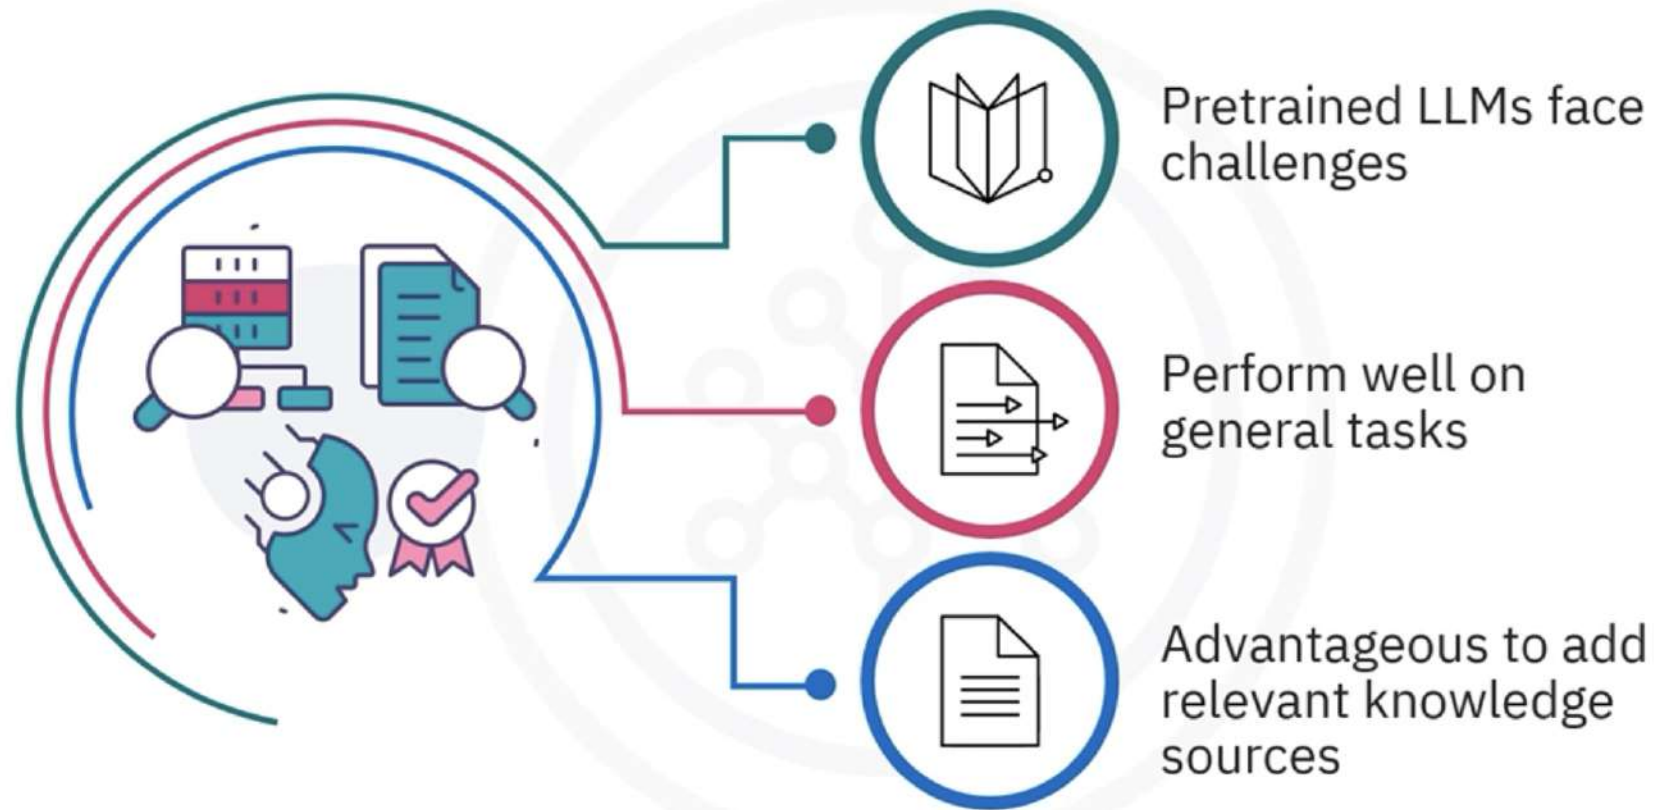 Pretrained LLMs face
challenges
Perform well on
general tasks
Advantageous to add
relevant knowledge
sources